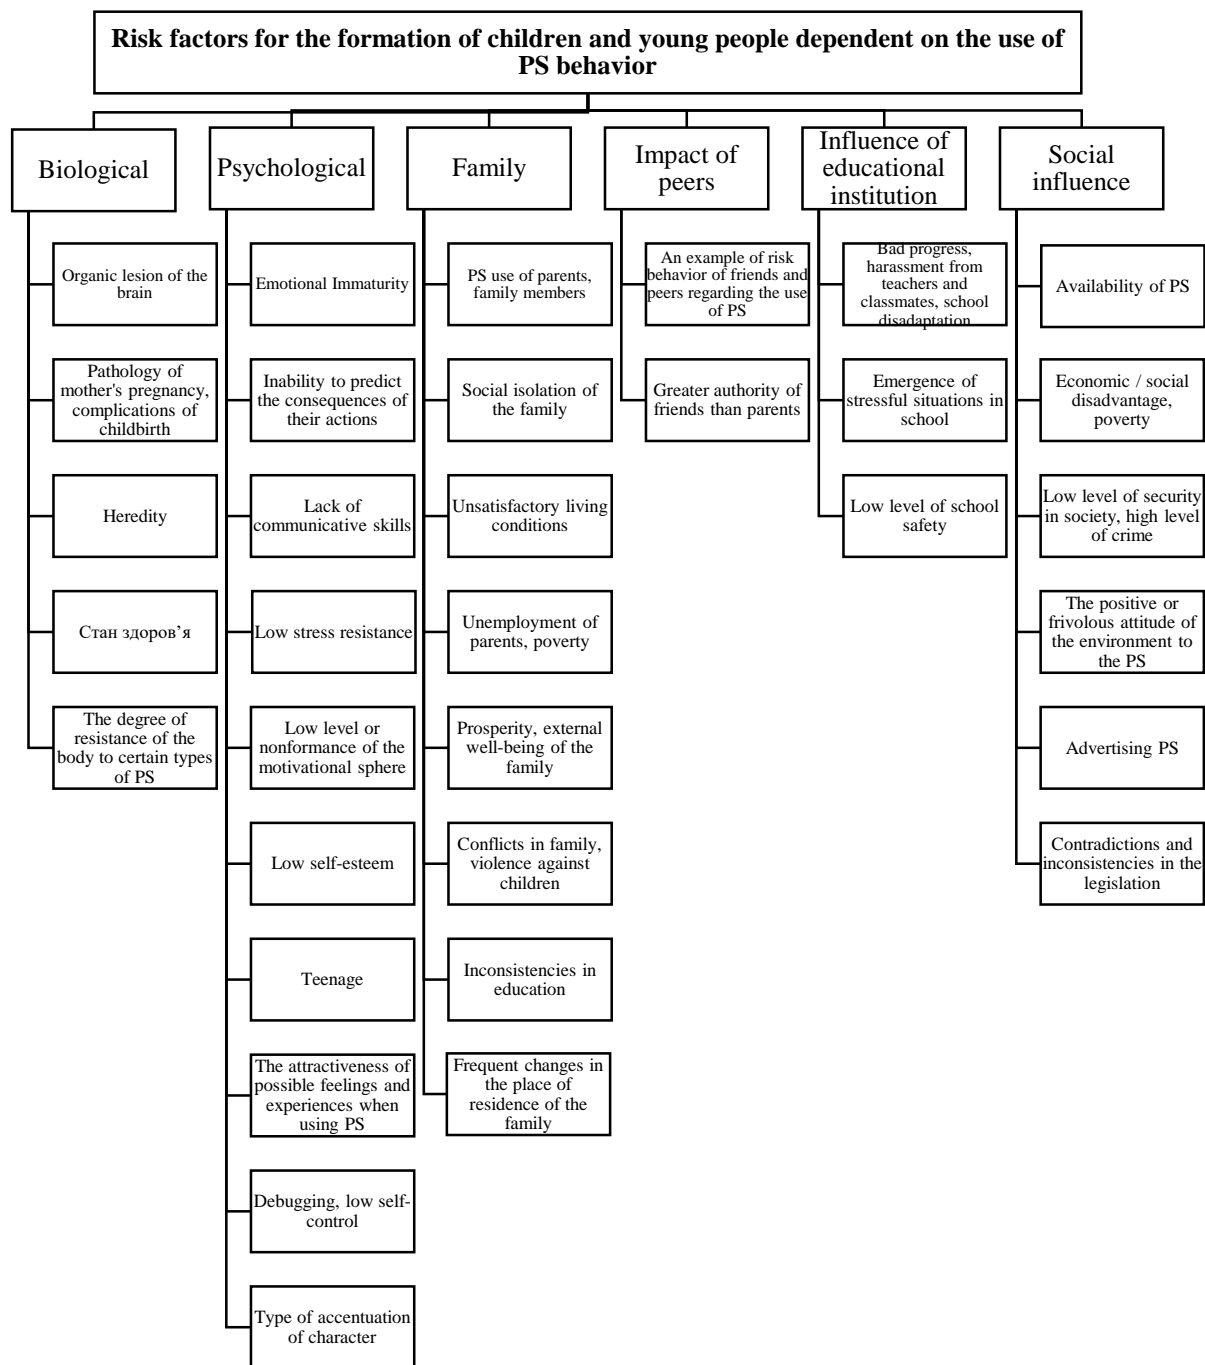 Risk factors for the formation of children and young people dependent on the use of
PS behavior
Biological
Psychological
Family
Impact of
peers
Influence of
educational
institution
Social
influence
Organic lesion of the
brain
Pathology of
mother's pregnancy,
complications of
childbirth
Heredity
Стан здоров’я
The degree of
resistance of the
body to certain types
of PS
Emotional Immaturity
Inability to predict
the consequences of
their actions
Lack of
communicative skills
Low stress resistance
Low level or
nonformance of the
motivational sphere
Low self-esteem
Teenage
The attractiveness of
possible feelings and
experiences when
using PS
Debugging, low self-
control
Type of accentuation
of character
PS use of parents,
family members
Social isolation of
the family
Unsatisfactory living
conditions
Unemployment of
parents, poverty
Prosperity, external
well-being of the
family
Conflicts in family,
violence against
children
Inconsistencies in
education
Frequent changes in
the place of
residence of the
family
An example of risk
behavior of friends and
peers regarding the use
of PS
Greater authority of
friends than parents
Bad progress,
harassment from
teachers and
classmates, school
disadaptation
Emergence of
stressful situations in
school
Low level of school
safety
Availability of PS
Economic / social
disadvantage,
poverty
Low level of security
in society, high level
of crime
The positive or
frivolous attitude of
the environment to
the PS
Advertising PS
Contradictions and
inconsistencies in the
legislation